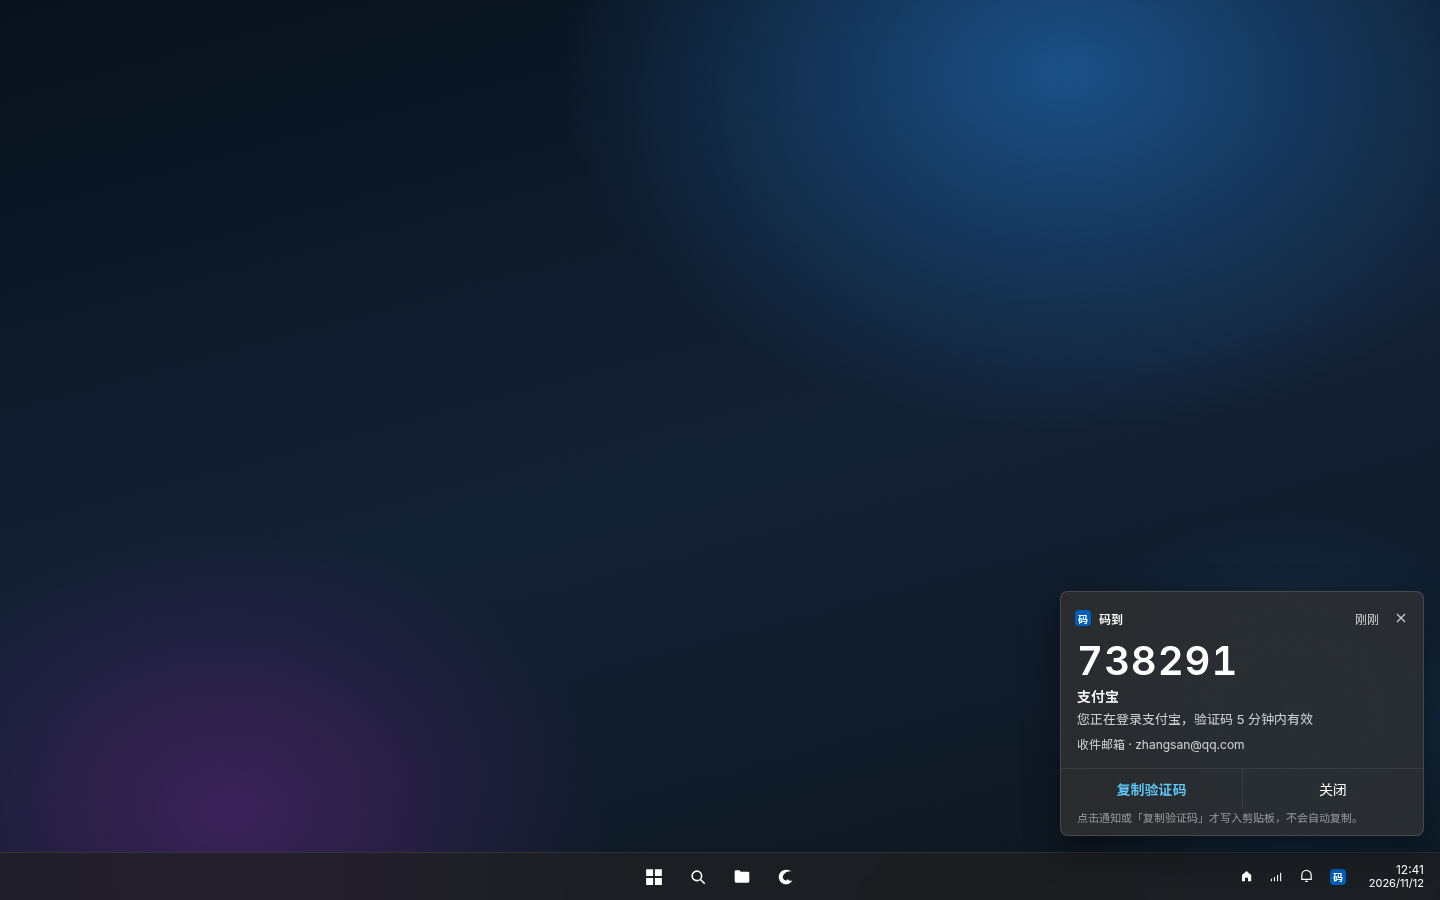 码 码到 刚刚
738291
支付宝
您正在登录支付宝，验证码 5 分钟内有效
收件邮箱 · zhangsan@qq.com
复制验证码 关闭
点击通知或「复制验证码」才写入剪贴板，不会自动复制。
码 12:41
2026/11/12